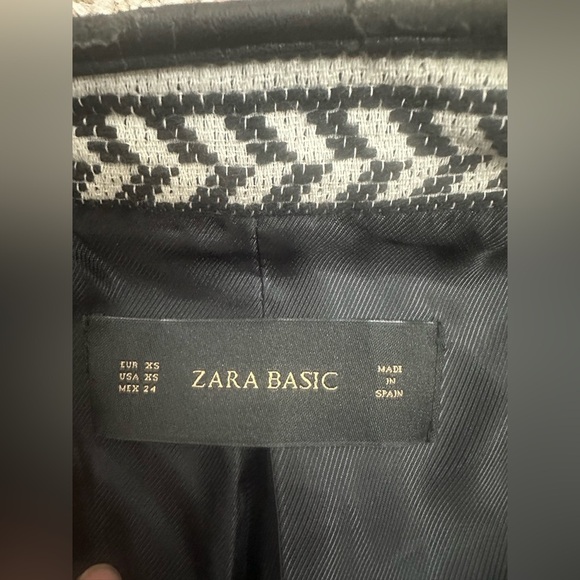 EUR XS
USA XS
MEX 24
ZARA BASIC
MADE
IN
SPAIN